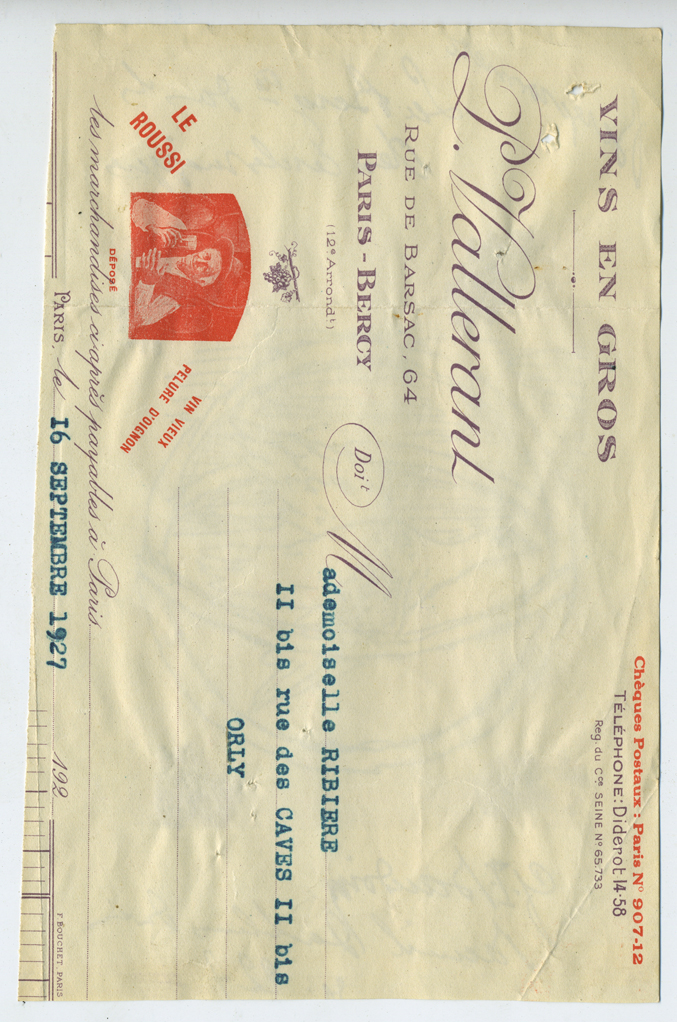 VINS EN GROS
Chèques Postaux : Paris N° 907-12
TÉLÉPHONE: Diderot 14-58
Reg. du Cce SEINE N° 65.733
P. Vallerant
RUE DE BARSAC, 64
PARIS-BERCY
(12e Arrondt)
Doit
Mademoiselle RIBIERE
II bis rue des CAVES II bis
ORLY
LE
ROUSSI
DÉPOSÉ
VIN VIEUX
PELURE D'OIGNON
les marchandises ci-après payables à Paris.
PARIS, le I6 SEPTEMBRE 1927 192
F. BOUCHET, PARIS